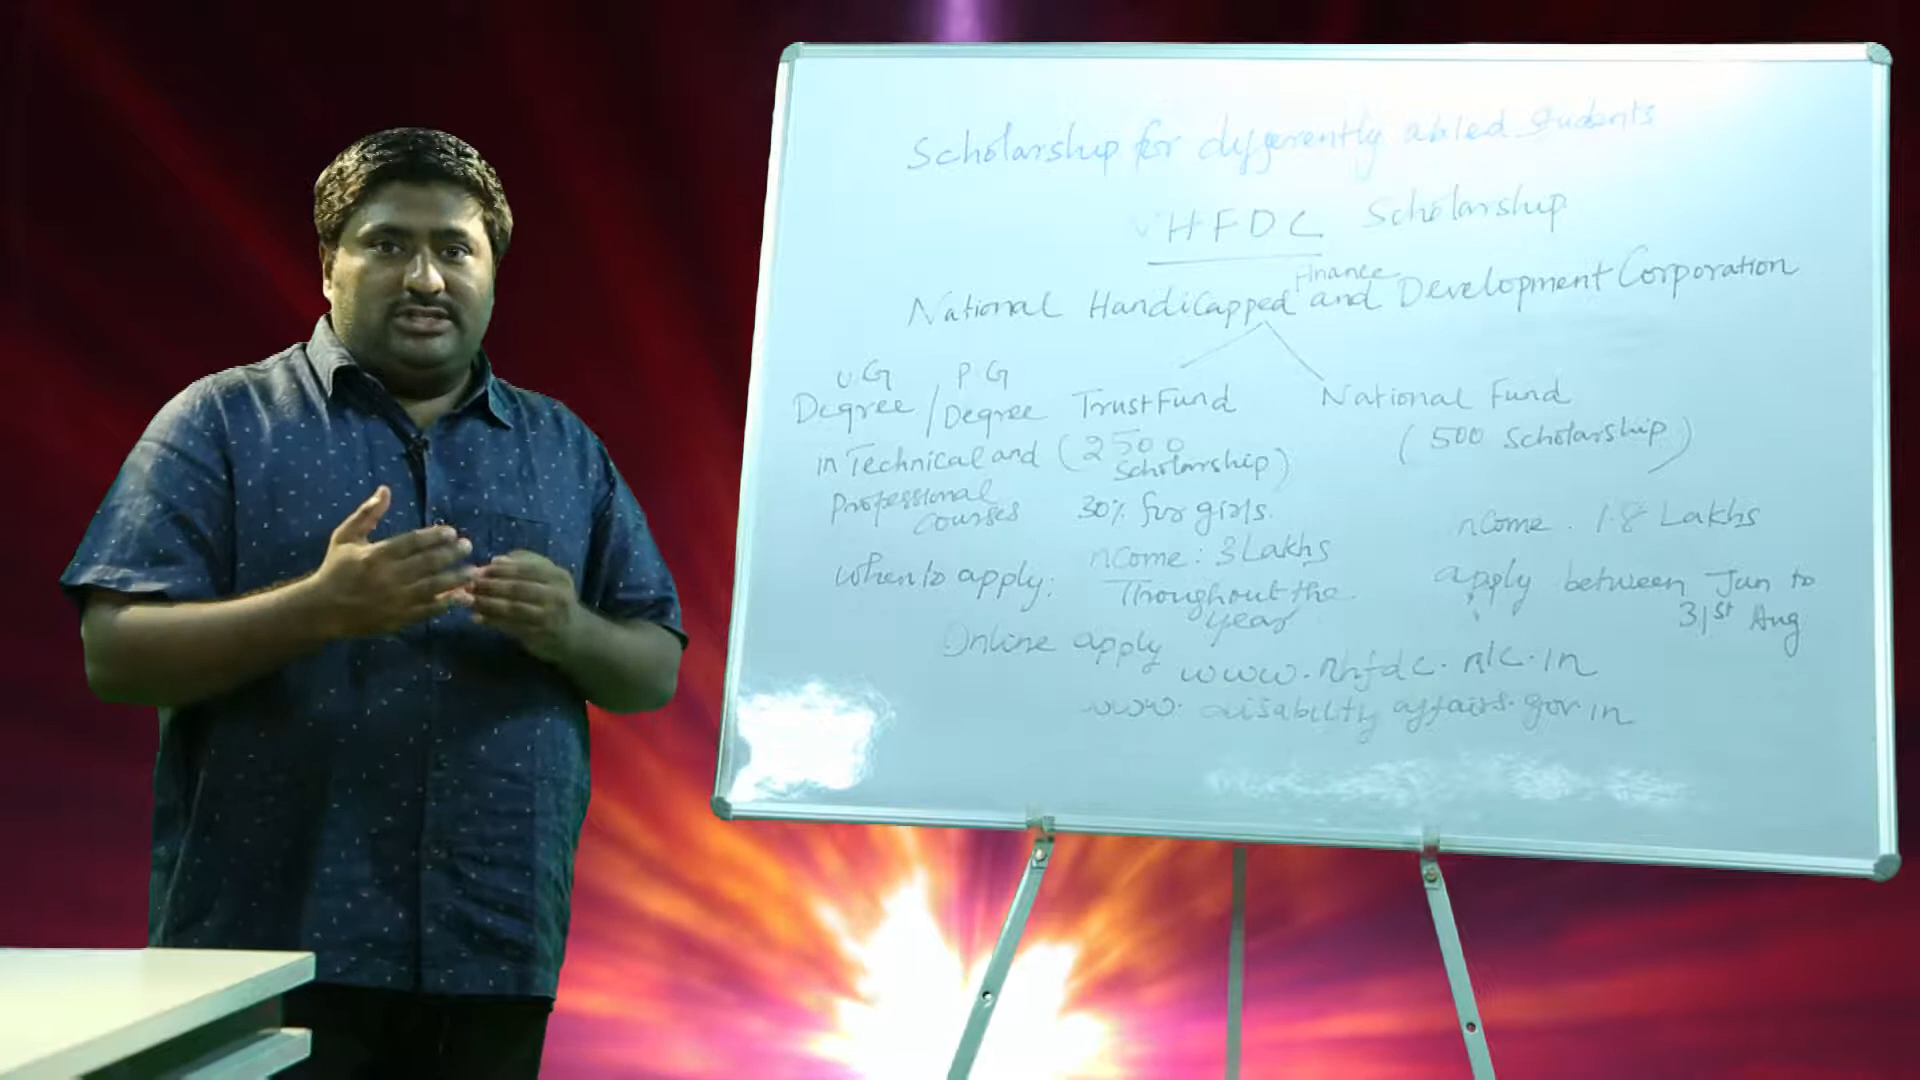 Scholarship for differently abled students
HFDC Scholarship
Finance
National Handicapped and Development Corporation
U.G P.G
Degree / Degree Trust Fund National Fund
in Technical and (2500 (500 Scholarship)
Scholarship)
Professional
courses 30% for girls.
ncome: 3 Lakhs ncome. 1.8 Lakhs
When to apply: Throughout the apply between Jun to
year 31st Aug
Online apply
www.nhfdc.nic.in
www.disability affairs.gov.in